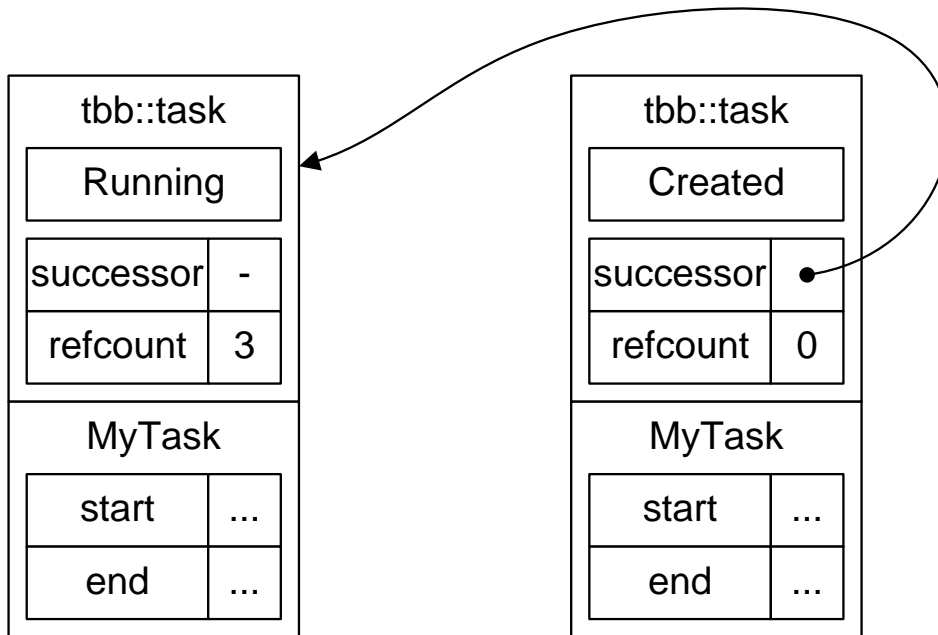 tbb::task
Running
successor -
refcount 3
MyTask
start ...
end ...
tbb::task
Created
successor
refcount 0
MyTask
start ...
end ...